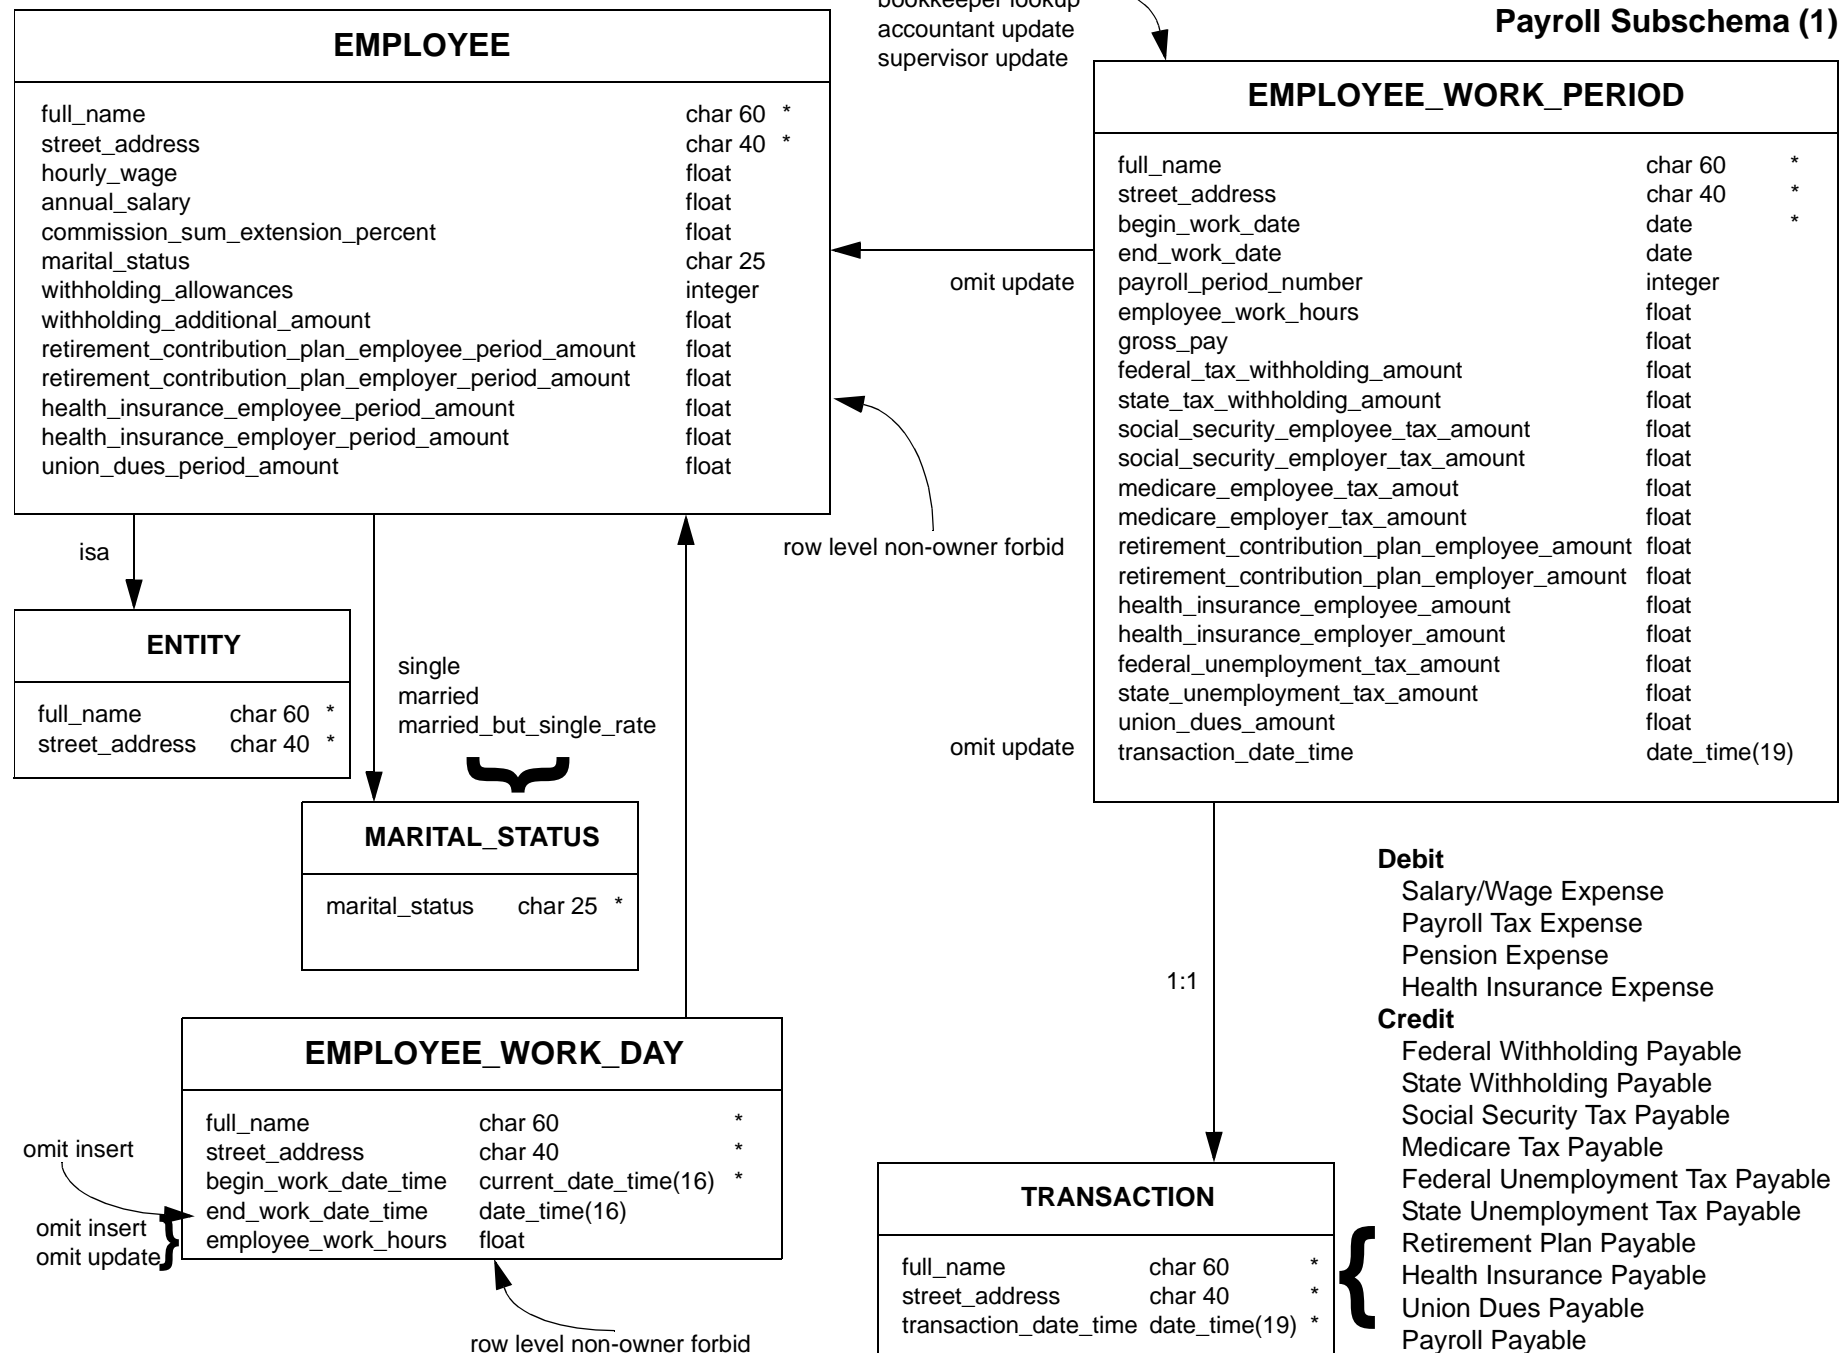 bookkeeper lookup
accountant update
supervisor update
Payroll Subschema (1)
EMPLOYEE
full_name char 60 *
street_address char 40 *
hourly_wage float
annual_salary float
commission_sum_extension_percent float
marital_status char 25
withholding_allowances integer
withholding_additional_amount float
retirement_contribution_plan_employee_period_amount float
retirement_contribution_plan_employer_period_amount float
health_insurance_employee_period_amount float
health_insurance_employer_period_amount float
union_dues_period_amount float
EMPLOYEE_WORK_PERIOD
full_name char 60 *
street_address char 40 *
begin_work_date date *
end_work_date date
payroll_period_number integer
employee_work_hours float
gross_pay float
federal_tax_withholding_amount float
state_tax_withholding_amount float
social_security_employee_tax_amount float
social_security_employer_tax_amount float
medicare_employee_tax_amout float
medicare_employer_tax_amount float
retirement_contribution_plan_employee_amount float
retirement_contribution_plan_employer_amount float
health_insurance_employee_amount float
health_insurance_employer_amount float
federal_unemployment_tax_amount float
state_unemployment_tax_amount float
union_dues_amount float
transaction_date_time date_time(19)
omit update
omit update
row level non-owner forbid
isa
ENTITY
full_name char 60 *
street_address char 40 *
single
married
married_but_single_rate
MARITAL_STATUS
marital_status char 25 *
EMPLOYEE_WORK_DAY
full_name char 60 *
street_address char 40 *
begin_work_date_time current_date_time(16) *
end_work_date_time date_time(16)
employee_work_hours float
omit insert
omit insert
omit update
row level non-owner forbid
1:1
TRANSACTION
full_name char 60 *
street_address char 40 *
transaction_date_time date_time(19) *
Debit
Salary/Wage Expense
Payroll Tax Expense
Pension Expense
Health Insurance Expense
Credit
Federal Withholding Payable
State Withholding Payable
Social Security Tax Payable
Medicare Tax Payable
Federal Unemployment Tax Payable
State Unemployment Tax Payable
Retirement Plan Payable
Health Insurance Payable
Union Dues Payable
Payroll Payable